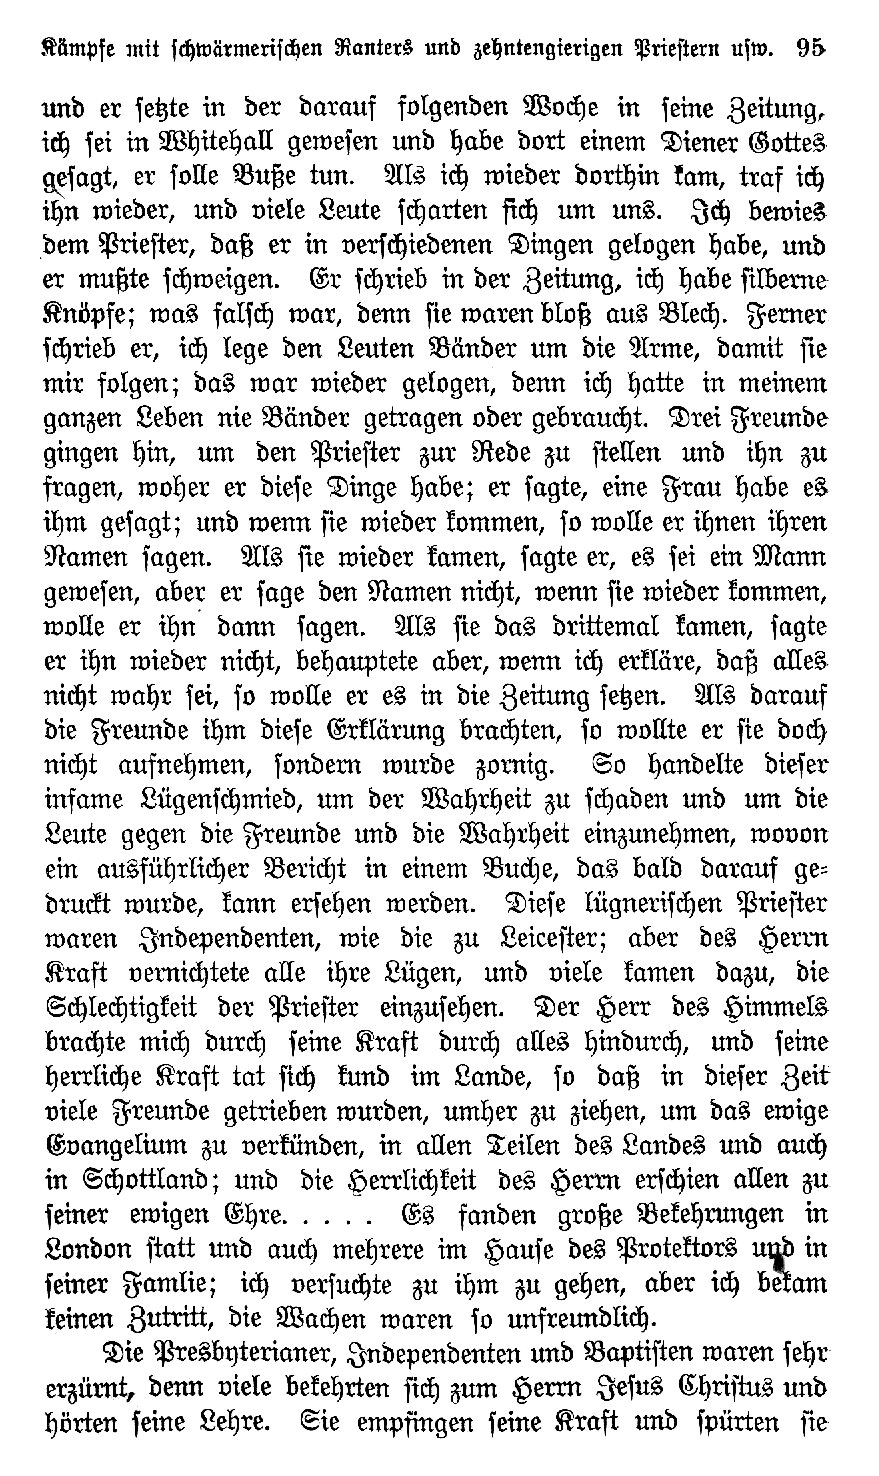 Kämpfe mit schwärmerischen Ranters und zehntengierigen Priestern usw. 95
und er setzte in der darauf folgenden Woche in seine Zeitung,
ich sei in Whitehall gewesen und habe dort einem Diener Gottes
gesagt, er solle Buße tun. Als ich wieder dorthin kam, traf ich
ihn wieder, und viele Leute scharten sich um uns. Ich bewies
dem Priester, daß er in verschiedenen Dingen gelogen habe, und
er mußte schweigen. Er schrieb in der Zeitung, ich habe silberne
Knöpfe; was falsch war, denn sie waren bloß aus Blech. Ferner
schrieb er, ich lege den Leuten Bänder um die Arme, damit sie
mir folgen; das war wieder gelogen, denn ich hatte in meinem
ganzen Leben nie Bänder getragen oder gebraucht. Drei Freunde
gingen hin, um den Priester zur Rede zu stellen und ihn zu
fragen, woher er diese Dinge habe; er sagte, eine Frau habe es
ihm gesagt; und wenn sie wieder kommen, so wolle er ihnen ihren
Namen sagen. Als sie wieder kamen, sagte er, es sei ein Mann
gewesen, aber er sage den Namen nicht, wenn sie wieder kommen,
wolle er ihn dann sagen. Als sie das drittemal kamen, sagte
er ihn wieder nicht, behauptete aber, wenn ich erkläre, daß alles
nicht wahr sei, so wolle er es in die Zeitung setzen. Als darauf
die Freunde ihm diese Erklärung brachten, so wollte er sie doch
nicht aufnehmen, sondern wurde zornig. So handelte dieser
infame Lügenschmied, um der Wahrheit zu schaden und um die
Leute gegen die Freunde und die Wahrheit einzunehmen, wovon
ein ausführlicher Bericht in einem Buche, das bald darauf ge-
druckt wurde, kann ersehen werden. Diese lügnerischen Priester
waren Independenten, wie die zu Leicester; aber des Herrn
Kraft vernichtete alle ihre Lügen, und viele kamen dazu, die
Schlechtigkeit der Priester einzusehen. Der Herr des Himmels
brachte mich durch seine Kraft durch alles hindurch, und seine
herrliche Kraft tat sich kund im Lande, so daß in dieser Zeit
viele Freunde getrieben wurden, umher zu ziehen, um das ewige
Evangelium zu verkünden, in allen Teilen des Landes und auch
in Schottland; und die Herrlichkeit des Herrn erschien allen zu
seiner ewigen Ehre. . . . . Es fanden große Bekehrungen in
London statt und auch mehrere im Hause des Protektors und in
seiner Famlie; ich versuchte zu ihm zu gehen, aber ich bekam
keinen Zutritt, die Wachen waren so unfreundlich.
Die Presbyterianer, Independenten und Baptisten waren sehr
erzürnt, denn viele bekehrten sich zum Herrn Jesus Christus und
hörten seine Lehre. Sie empfingen seine Kraft und spürten sie